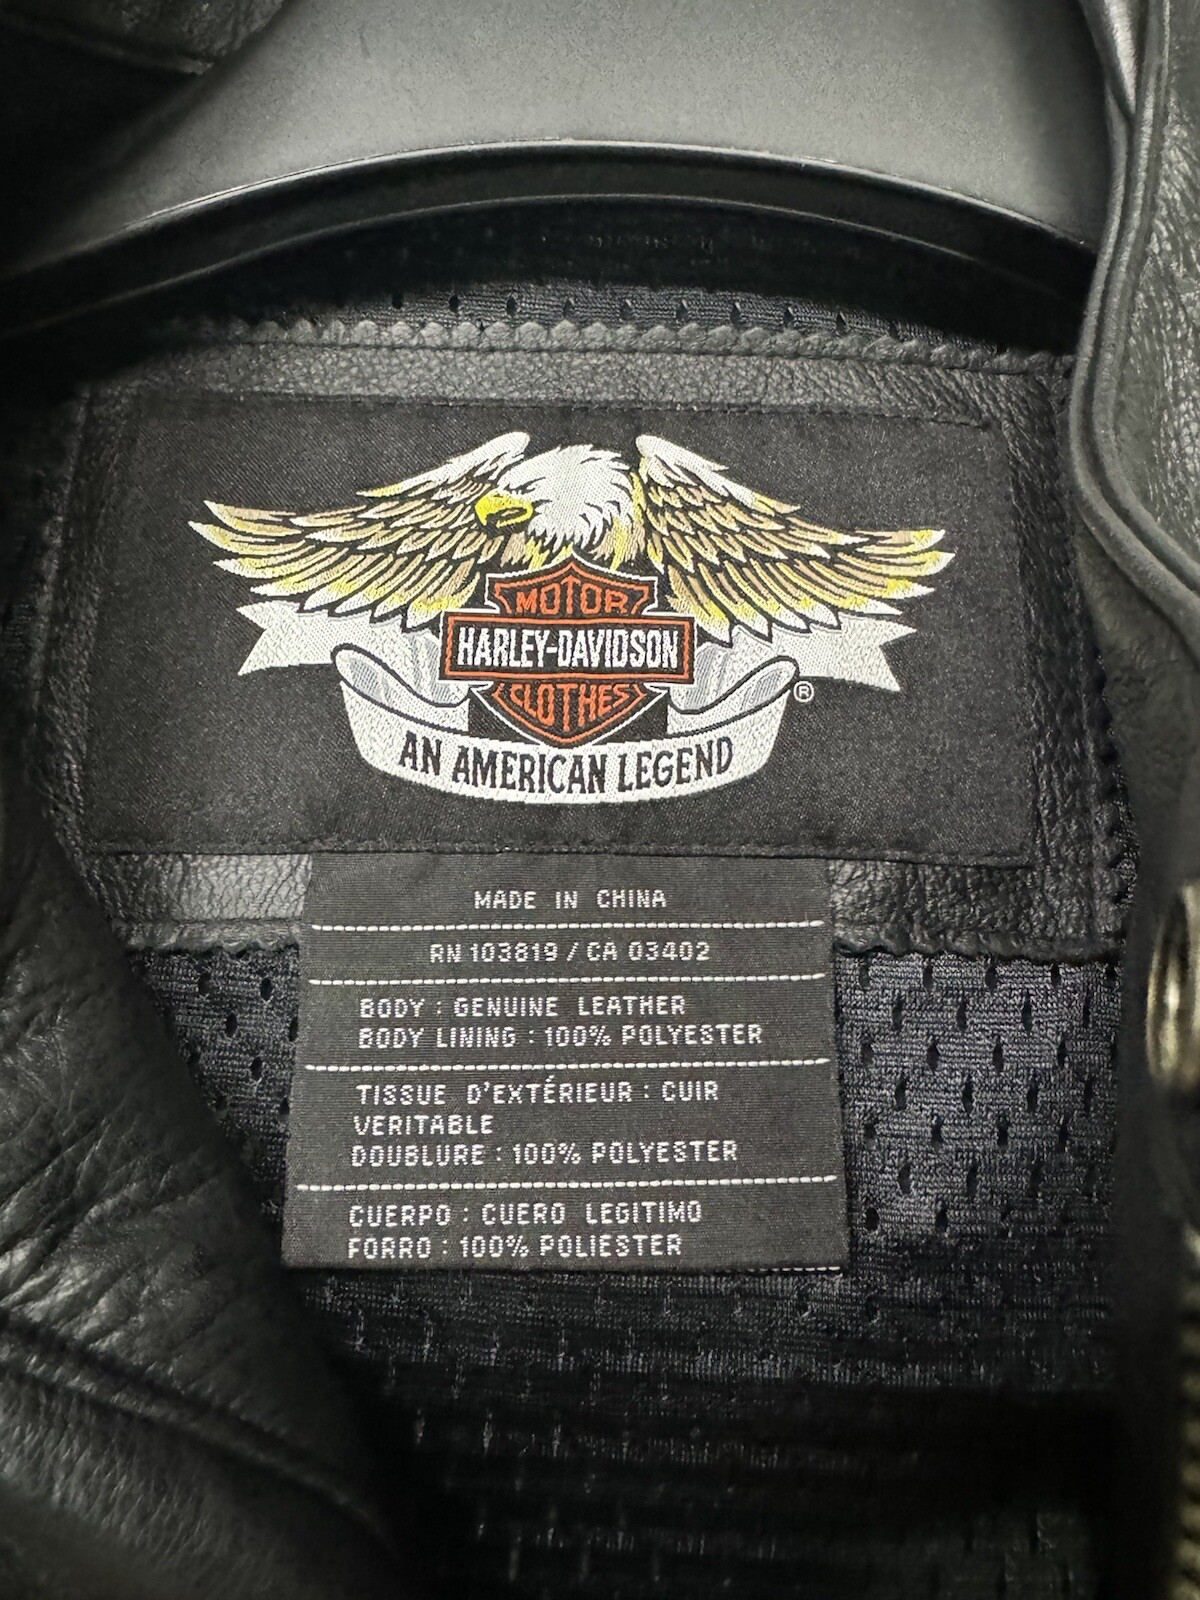 MOTOR
HARLEY-DAVIDSON
CLOTHES
®
AN AMERICAN LEGEND
MADE IN CHINA
RN 103819 / CA 03402
BODY : GENUINE LEATHER
BODY LINING : 100% POLYESTER
TISSUE D'EXTÉRIEUR : CUIR
VERITABLE
DOUBLURE : 100% POLYESTER
CUERPO : CUERO LEGITIMO
FORRO : 100% POLIESTER